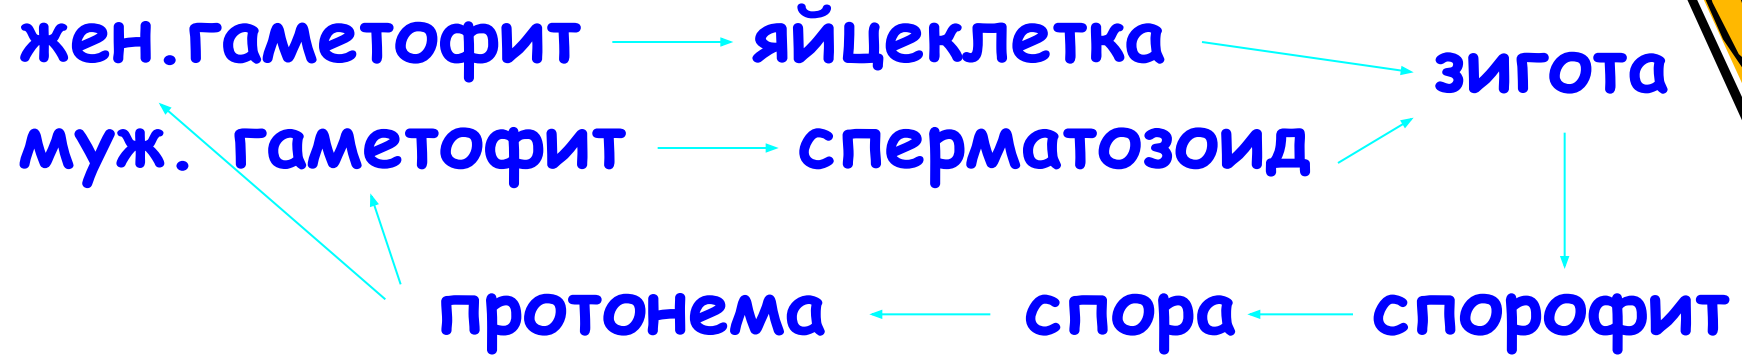 жен.гаметофит яйцеклетка зигота
муж. гаметофит сперматозоид
протонема спора спорофит